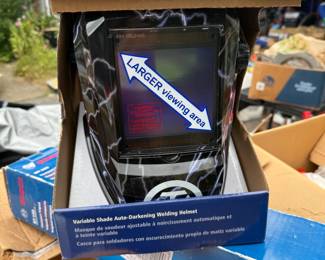 LARGER viewing area
Variable Shade Auto-Darkening Welding Helmet
Masque de soudeur ajustable à noircissement automatique et
à teinte variable
Casco para soldadores con oscurecimiento propio de matiz variable